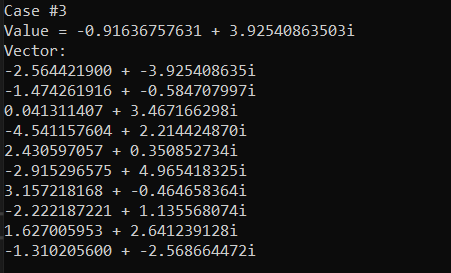 Case #3
Value = -0.91636757631 + 3.92540863503i
Vector:
-2.564421900 + -3.925408635i
-1.474261916 + -0.584707997i
0.041311407 + 3.467166298i
-4.541157604 + 2.214424870i
2.430597057 + 0.350852734i
-2.915296575 + 4.965418325i
3.157218168 + -0.464658364i
-2.222187221 + 1.135568074i
1.627005953 + 2.641239128i
-1.310205600 + -2.568664472i